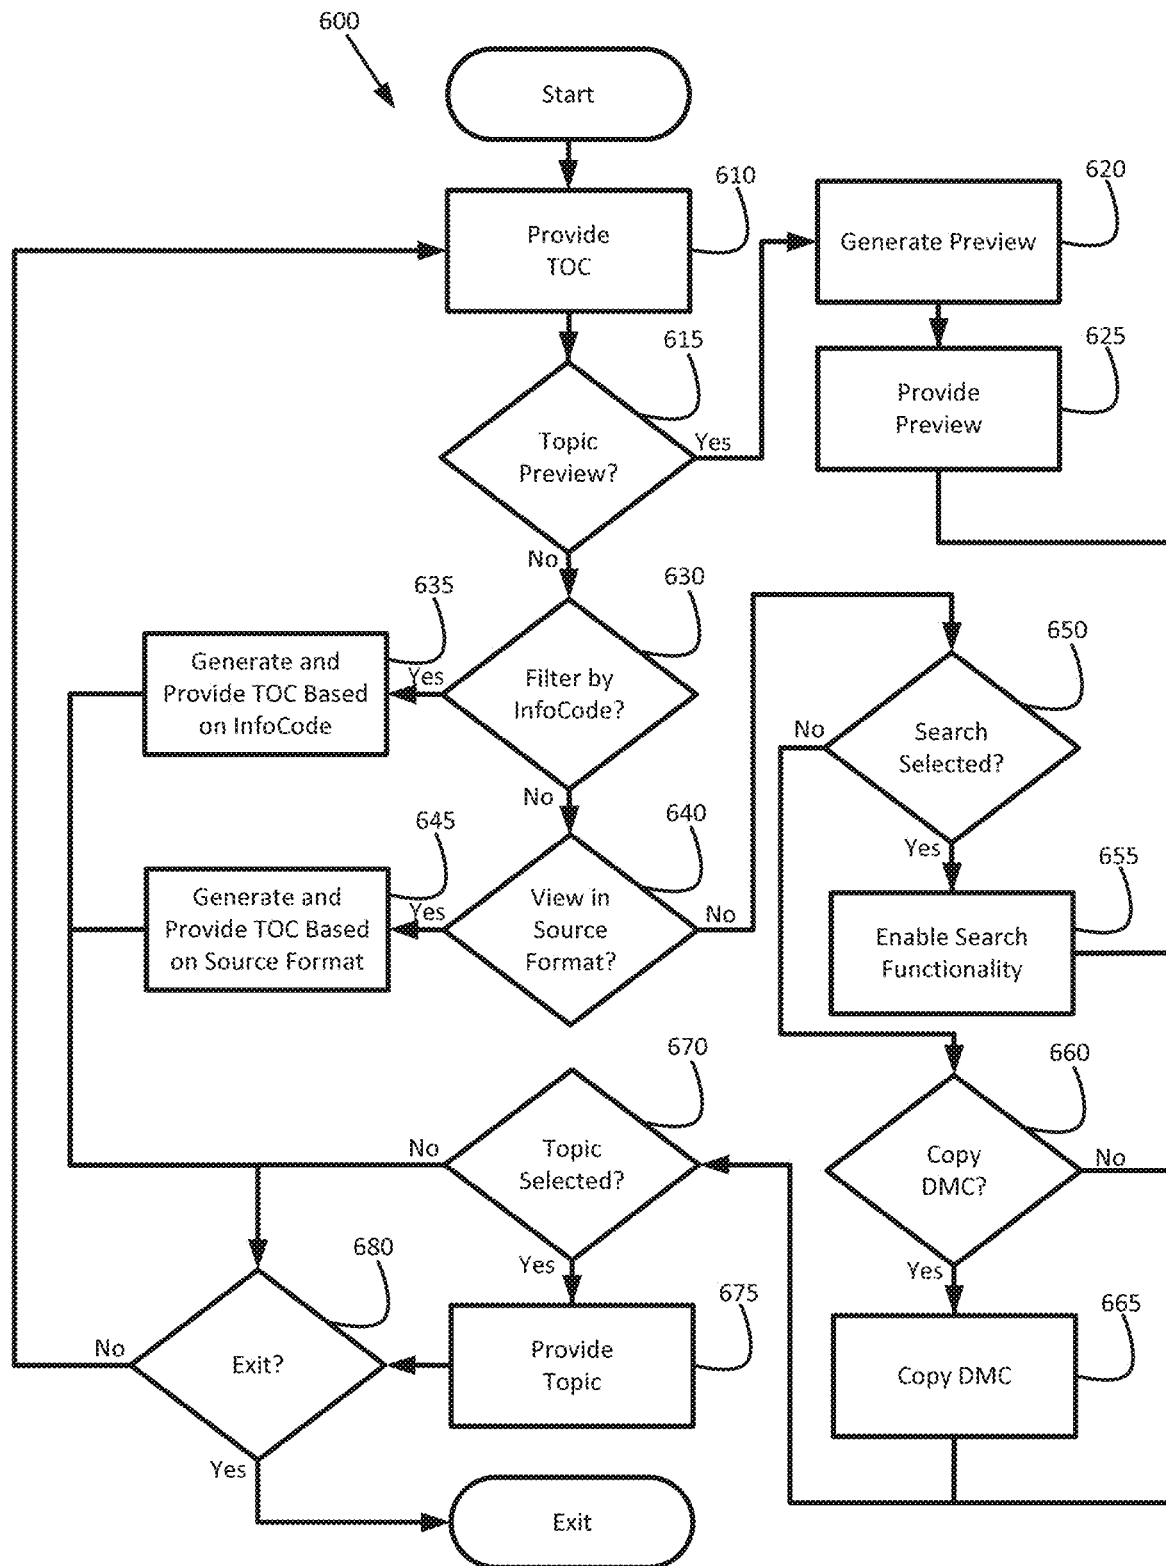 600
Start
610
Provide
TOC
620
Generate Preview
615
Topic
Preview?
Yes
No
625
Provide
Preview
635
Generate and
Provide TOC Based
on InfoCode
Yes
630
Filter by
InfoCode?
No
650
Search
Selected?
No
Yes
645
Generate and
Provide TOC Based
on Source Format
Yes
640
View in
Source
Format?
No
655
Enable Search
Functionality
670
Topic
Selected?
No
Yes
660
Copy
DMC?
No
Yes
680
Exit?
No
Yes
675
Provide
Topic
665
Copy DMC
Exit